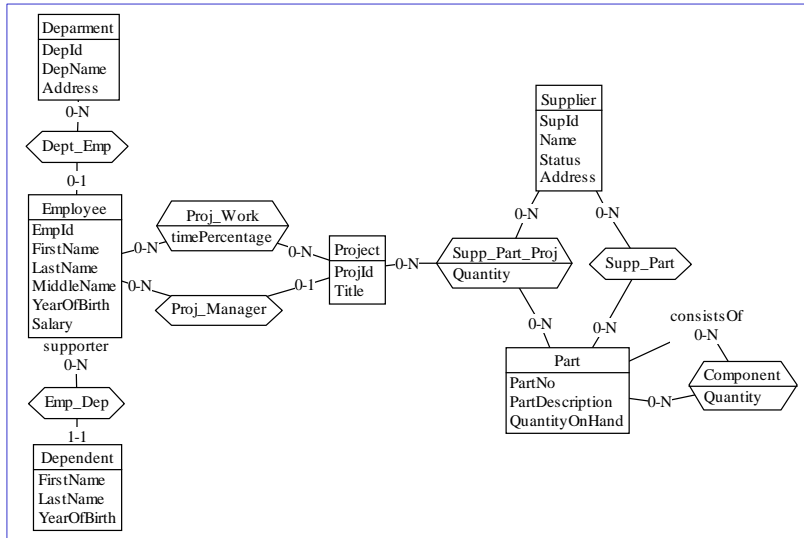 Deparment
DepId
DepName
Address
0-N
Dept_Emp
0-1
Employee
EmpId
FirstName
LastName
MiddleName
YearOfBirth
Salary
supporter
0-N
Emp_Dep
1-1
Dependent
FirstName
LastName
YearOfBirth
Proj_Work
timePercentage
0-N
0-N
0-N
0-1
Proj_Manager
Project
ProjId
Title
0-N
Supp_Part_Proj
Quantity
Supplier
SupId
Name
Status
Address
0-N
0-N
Supp_Part
0-N
0-N
Part
PartNo
PartDescription
QuantityOnHand
consistsOf
0-N
Component
Quantity
0-N